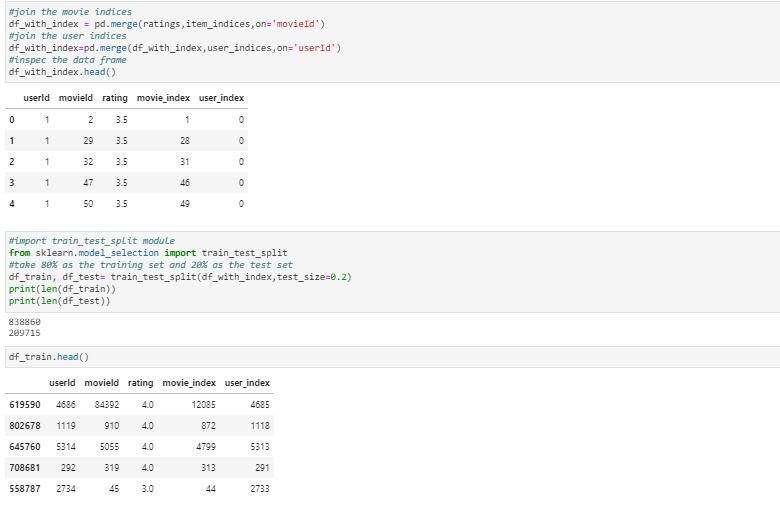 #join the movie indices
df_with_index = pd.merge(ratings,item_indices,on='movieId')
#join the user indices
df_with_index=pd.merge(df_with_index,user_indices,on='userId')
#inspec the data frame
df_with_index.head()
userId movieId rating movie_index user_index
0 1 2 3.5 1 0
1 1 29 3.5 28 0
2 1 32 3.5 31 0
3 1 47 3.5 46 0
4 1 50 3.5 49 0
#import train_test_split module
from sklearn.model_selection import train_test_split
#take 80% as the training set and 20% as the test set
df_train, df_test= train_test_split(df_with_index,test_size=0.2)
print(len(df_train))
print(len(df_test))
838860
209715
df_train.head()
userId movieId rating movie_index user_index
619590 4686 84392 4.0 12085 4685
802678 1119 910 4.0 872 1118
645760 5314 5055 4.0 4799 5313
708681 292 319 4.0 313 291
558787 2734 45 3.0 44 2733